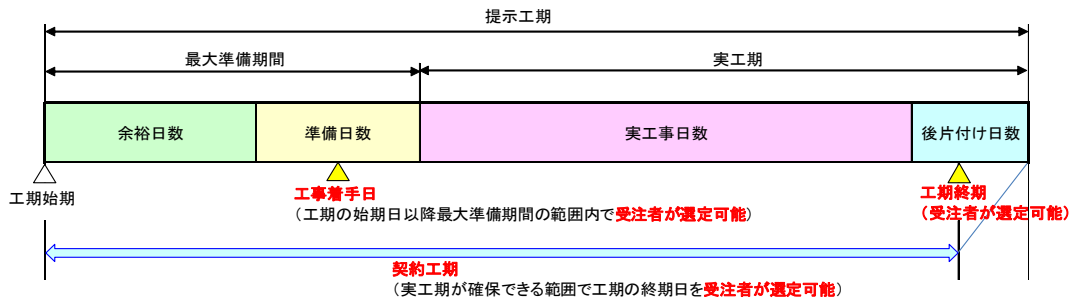 提示工期
最大準備期間
実工期
余裕日数
準備日数
実工事日数
後片付け日数
工期始期
工事着手日
（工期の始期日以降最大準備期間の範囲内で受注者が選定可能）
工期終期
（受注者が選定可能）
契約工期
（実工期が確保できる範囲で工期の終期日を受注者が選定可能）